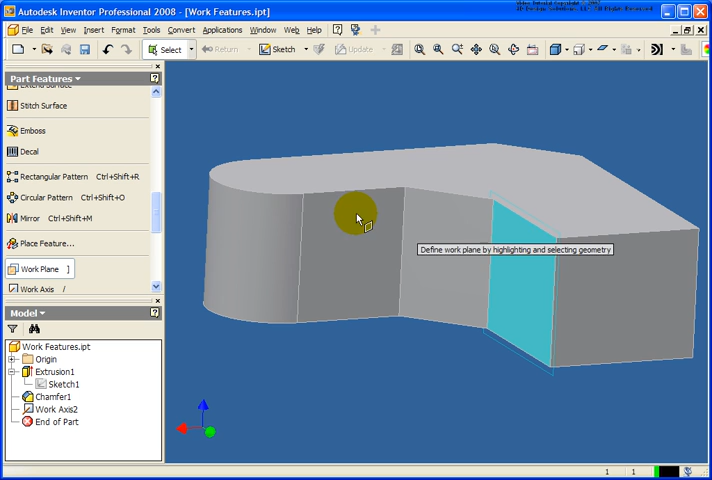 Autodesk Inventor Professional 2008 - [Work Features.ipt]
File Edit View Insert Format Tools Convert Applications Window Web Help
Select Return Sketch Update
Part Features
Extend Surface
Stitch Surface
Emboss
Decal
Rectangular Pattern Ctrl+Shift+R
Circular Pattern Ctrl+Shift+O
Mirror Ctrl+Shift+M
Place Feature...
Work Plane ]
Work Axis /
Define work plane by highlighting and selecting geometry
Model
Work Features.ipt
Origin
Extrusion1
Sketch1
Chamfer1
Work Axis2
End of Part
1 1